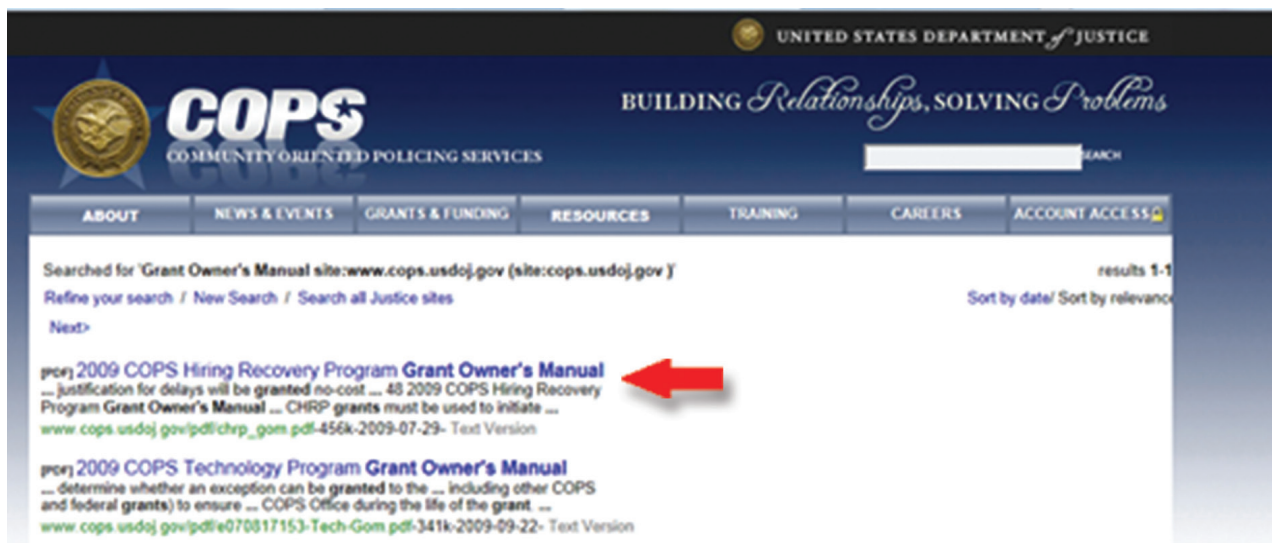 UNITED STATES DEPARTMENT of JUSTICE
COPS
COMMUNITY ORIENTED POLICING SERVICES
BUILDING Relationships, SOLVING Problems
SEARCH
ABOUT NEWS & EVENTS GRANTS & FUNDING RESOURCES TRAINING CAREERS ACCOUNT ACCESS
Searched for 'Grant Owner's Manual site:www.cops.usdoj.gov (site:cops.usdoj.gov )' results 1-1
Refine your search / New Search / Search all Justice sites Sort by date/ Sort by relevance
Next>
[PDF] 2009 COPS Hiring Recovery Program Grant Owner's Manual
... justification for delays will be granted no-cost ... 48 2009 COPS Hiring Recovery
Program Grant Owner's Manual ... CHRP grants must be used to initiate ...
www.cops.usdoj.gov/pdf/chrp_gom.pdf-456k-2009-07-29- Text Version
[PDF] 2009 COPS Technology Program Grant Owner's Manual
... determine whether an exception can be granted to the ... including other COPS
and federal grants) to ensure ... COPS Office during the life of the grant. ...
www.cops.usdoj.gov/pdf/e070817153-Tech-Gom.pdf-341k-2009-09-22- Text Version